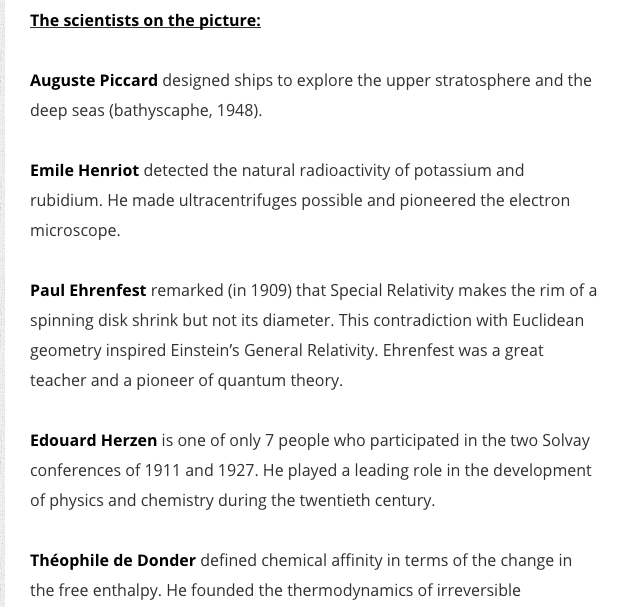 The scientists on the picture:
Auguste Piccard designed ships to explore the upper stratosphere and the
deep seas (bathyscaphe, 1948).
Emile Henriot detected the natural radioactivity of potassium and
rubidium. He made ultracentrifuges possible and pioneered the electron
microscope.
Paul Ehrenfest remarked (in 1909) that Special Relativity makes the rim of a
spinning disk shrink but not its diameter. This contradiction with Euclidean
geometry inspired Einstein’s General Relativity. Ehrenfest was a great
teacher and a pioneer of quantum theory.
Edouard Herzen is one of only 7 people who participated in the two Solvay
conferences of 1911 and 1927. He played a leading role in the development
of physics and chemistry during the twentieth century.
Théophile de Donder defined chemical affinity in terms of the change in
the free enthalpy. He founded the thermodynamics of irreversible